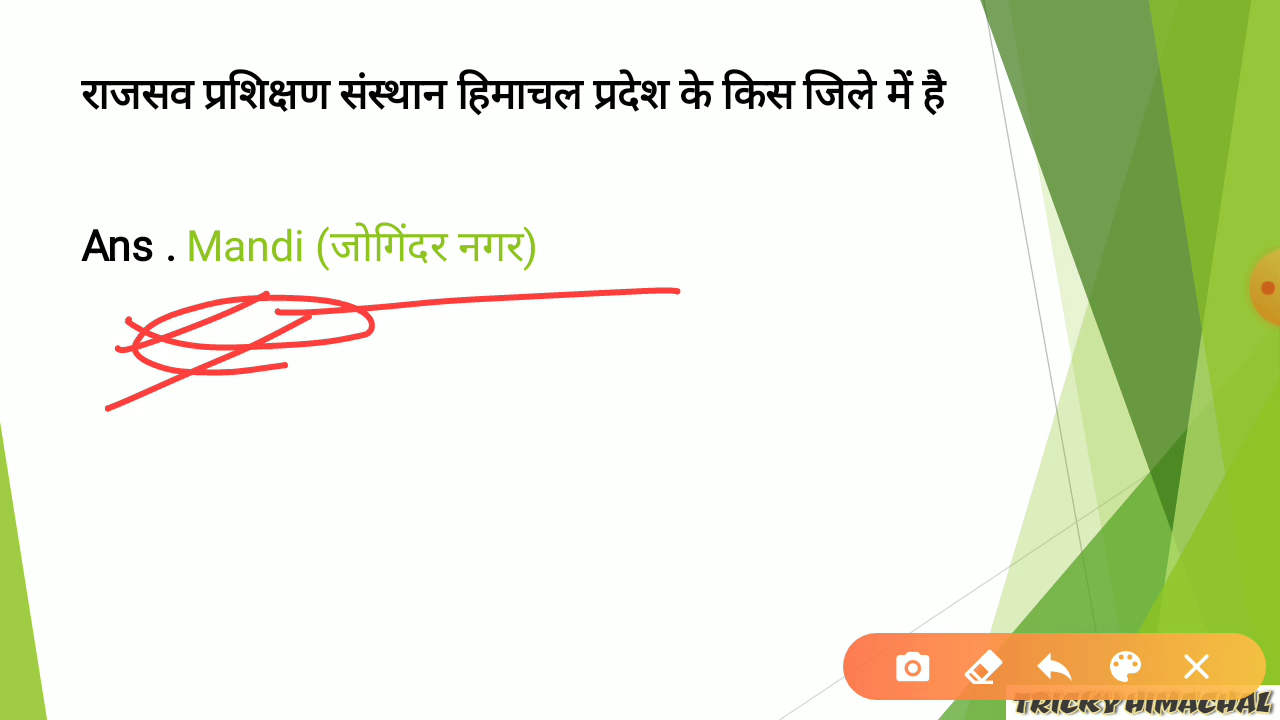 राजसव प्रशिक्षण संस्थान हिमाचल प्रदेश के किस जिले में है
Ans . Mandi (जोगिंदर नगर)
TRICKY HIMACHAL